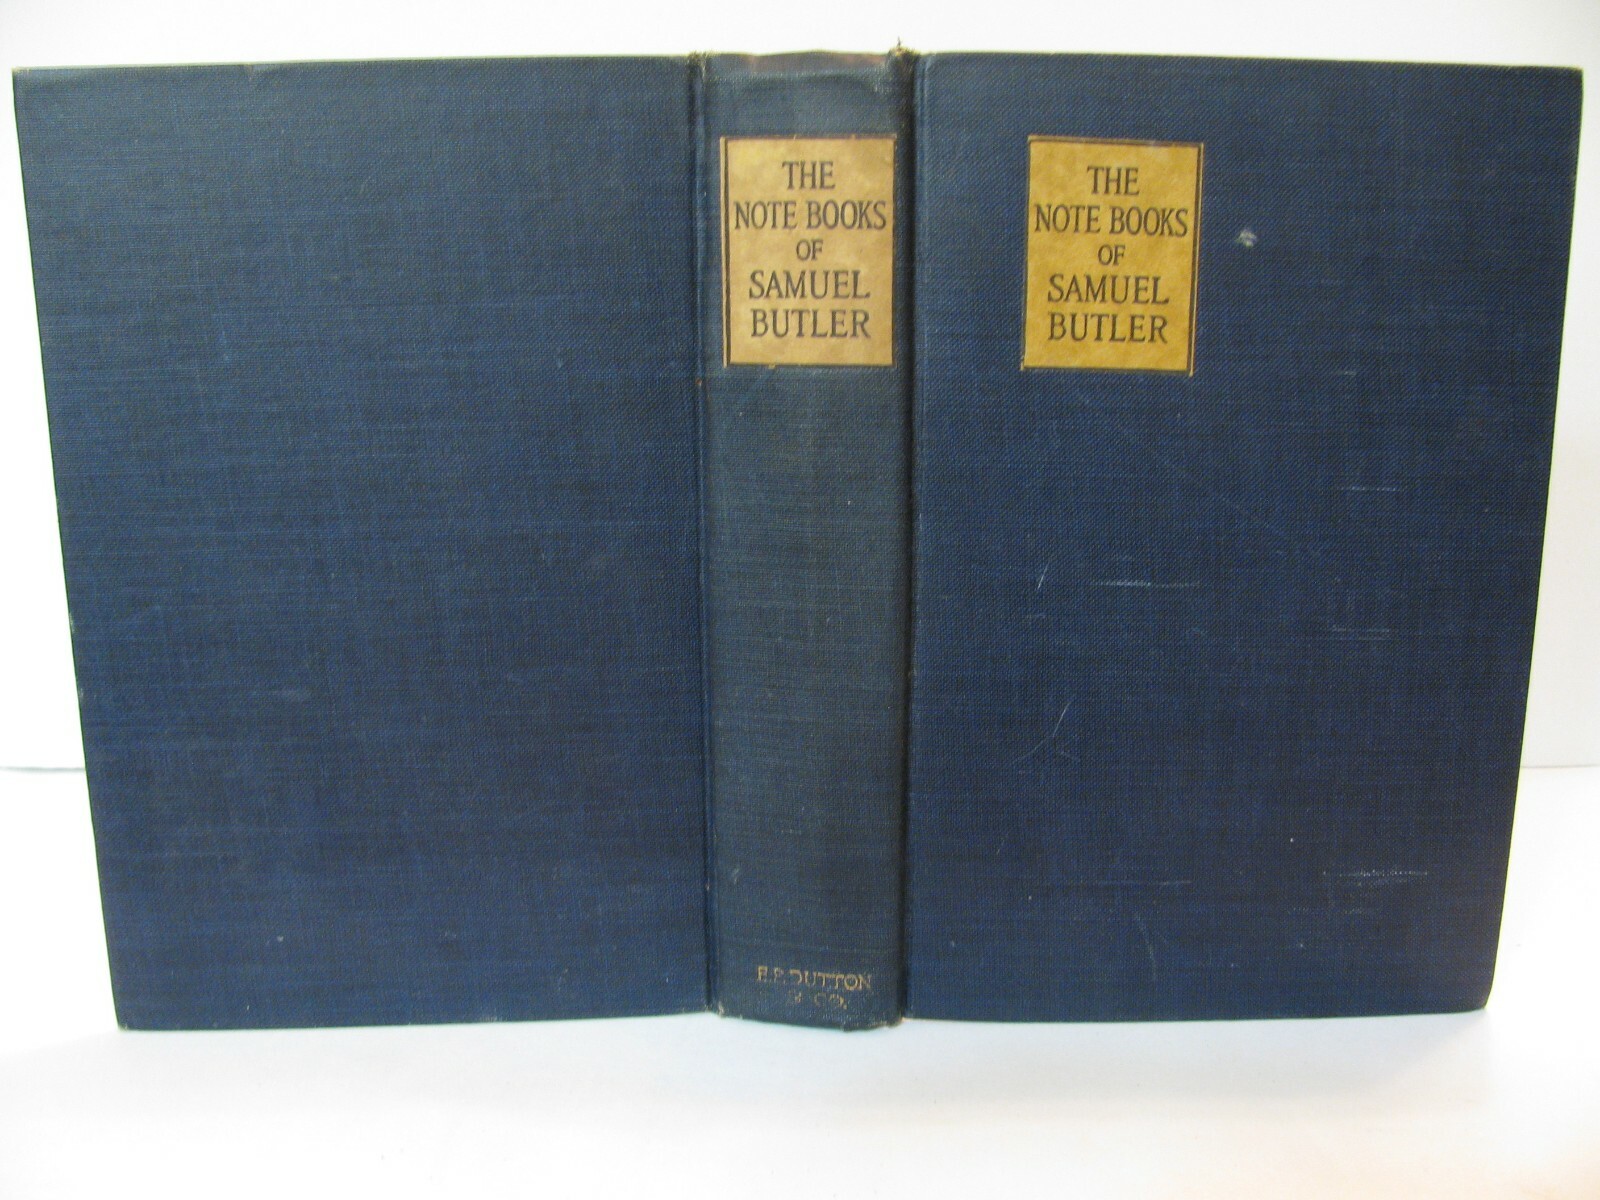 THE
NOTE BOOKS
OF
SAMUEL
BUTLER
E.P. DUTTON
& CO.
THE
NOTE BOOKS
OF
SAMUEL
BUTLER